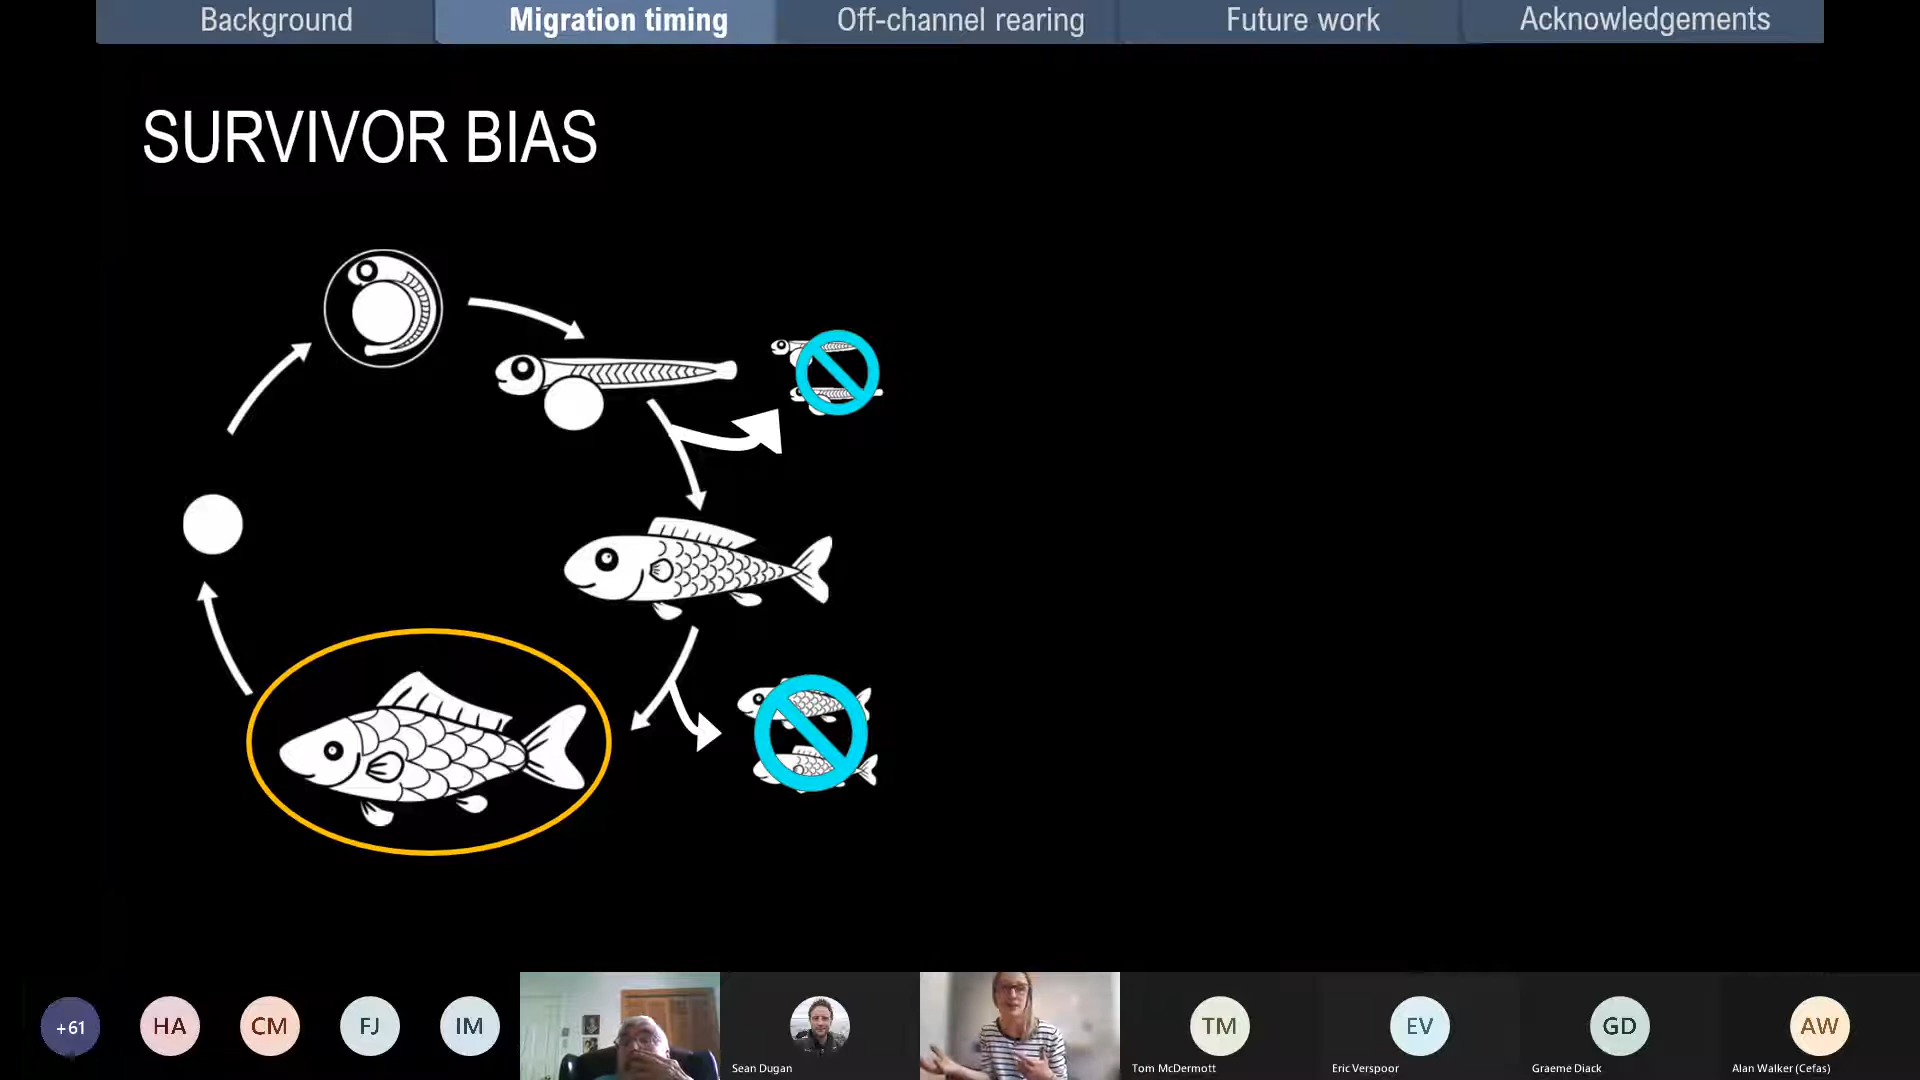 Background
Migration timing
Off-channel rearing
Future work
Acknowledgements
SURVIVOR BIAS
+61
HA
CM
FJ
IM
Sean Dugan
TM
Tom McDermott
EV
Eric Verspoor
GD
Graeme Diack
AW
Alan Walker (Cefas)